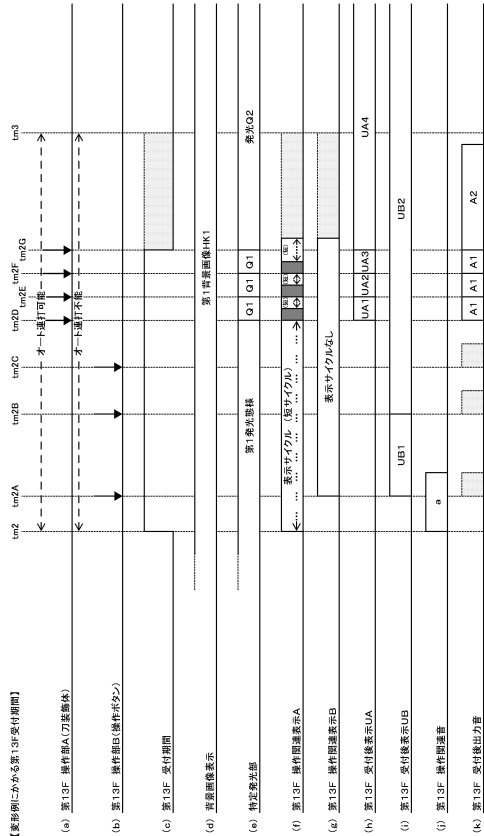 【変形例にかかる第13F受付期間】
tm2 tm2A tm2B tm2C tm2D tm2E tm2F tm2G tm3
(a) 第13F 操作部A(刀装飾体)
オート連打可能
(b) 第13F 操作部B(操作ボタン)
オート連打不能
(c) 第13F 受付期間
(d) 背景画像表示
第1背景画像HK1
(e) 特定発光部
第1発光態様 Q1 Q1 Q1 発光Q2
(f) 第13F 操作関連表示A
表示サイクル(短サイクル) (短) (短) (短)
(g) 第13F 操作関連表示B
表示サイクルなし
(h) 第13F 受付後表示UA
UA1 UA2 UA3 UA4
(i) 第13F 受付後表示UB
UB1 UB2
(j) 第13F 操作関連音
a
(k) 第13F 受付後出力音
A1 A1 A1 A2